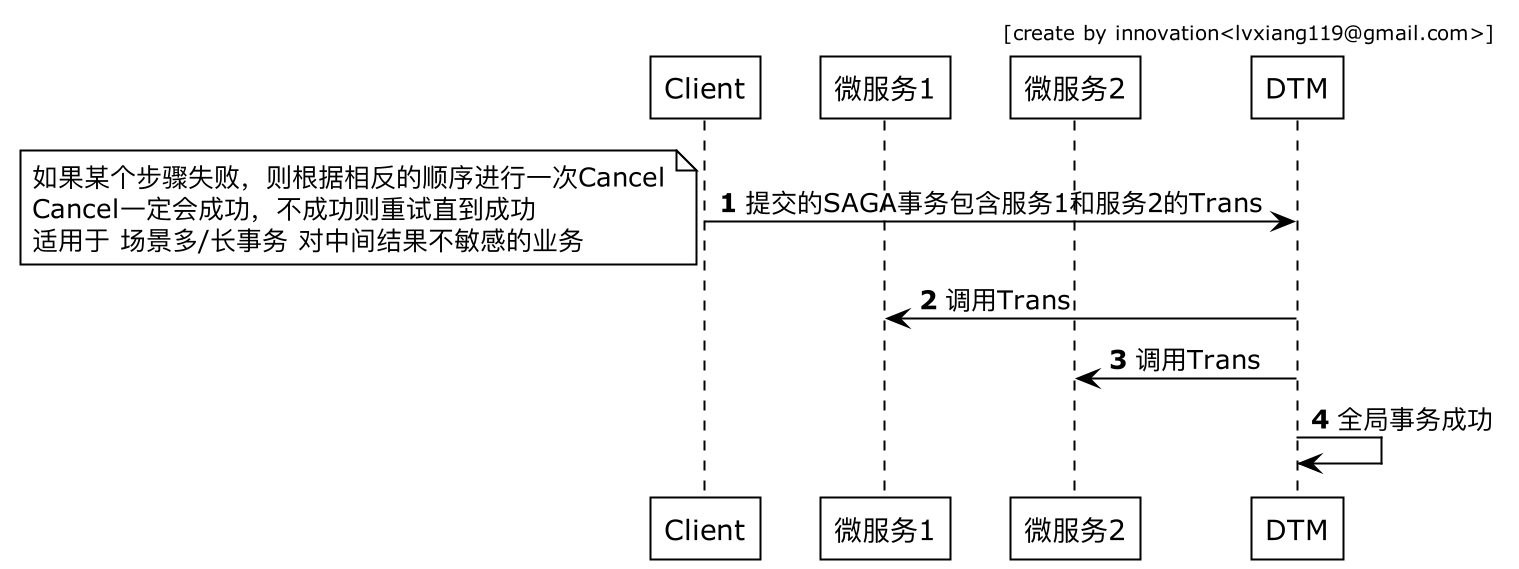 [create by innovation<lvxiang119@gmail.com>]
Client
微服务1
微服务2
DTM
如果某个步骤失败，则根据相反的顺序进行一次Cancel
Cancel一定会成功，不成功则重试直到成功
适用于 场景多/长事务 对中间结果不敏感的业务
1 提交的SAGA事务包含服务1和服务2的Trans
2 调用Trans
3 调用Trans
4 全局事务成功
Client
微服务1
微服务2
DTM